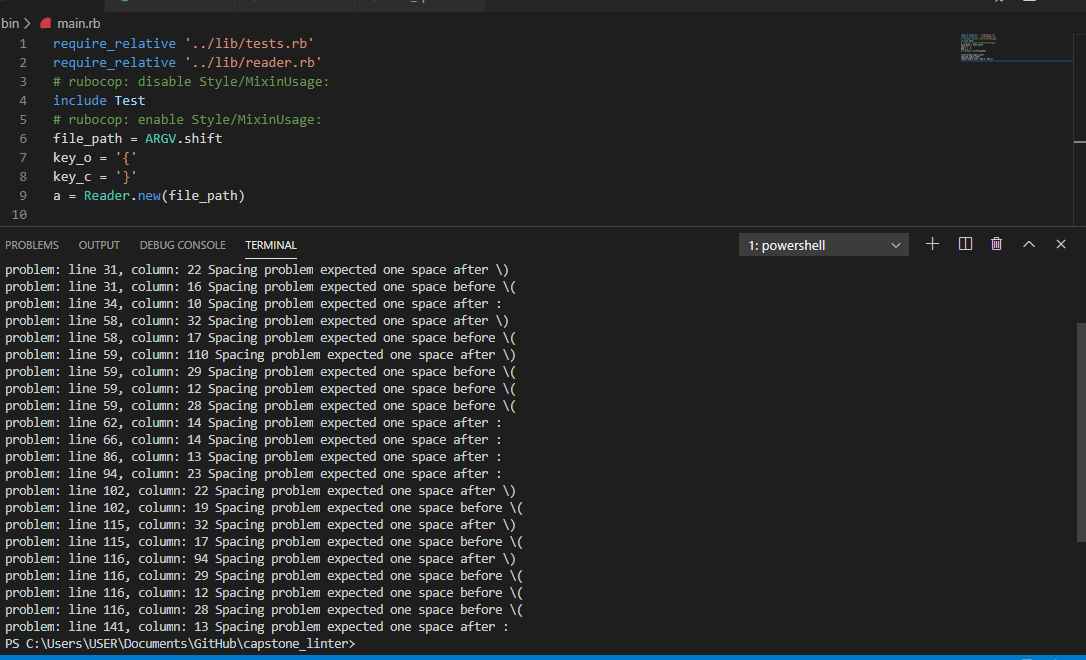 bin > main.rb
1 require_relative '../lib/tests.rb'
2 require_relative '../lib/reader.rb'
3 # rubocop: disable Style/MixinUsage:
4 include Test
5 # rubocop: enable Style/MixinUsage:
6 file_path = ARGV.shift
7 key_o = '{'
8 key_c = '}'
9 a = Reader.new(file_path)
10
PROBLEMS OUTPUT DEBUG CONSOLE TERMINAL 1: powershell
problem: line 31, column: 22 Spacing problem expected one space after \)
problem: line 31, column: 16 Spacing problem expected one space before \(
problem: line 34, column: 10 Spacing problem expected one space after :
problem: line 58, column: 32 Spacing problem expected one space after \)
problem: line 58, column: 17 Spacing problem expected one space before \(
problem: line 59, column: 110 Spacing problem expected one space after \)
problem: line 59, column: 29 Spacing problem expected one space before \(
problem: line 59, column: 12 Spacing problem expected one space before \(
problem: line 59, column: 28 Spacing problem expected one space before \(
problem: line 62, column: 14 Spacing problem expected one space after :
problem: line 66, column: 14 Spacing problem expected one space after :
problem: line 86, column: 13 Spacing problem expected one space after :
problem: line 94, column: 23 Spacing problem expected one space after :
problem: line 102, column: 22 Spacing problem expected one space after \)
problem: line 102, column: 19 Spacing problem expected one space before \(
problem: line 115, column: 32 Spacing problem expected one space after \)
problem: line 115, column: 17 Spacing problem expected one space before \(
problem: line 116, column: 94 Spacing problem expected one space after \)
problem: line 116, column: 29 Spacing problem expected one space before \(
problem: line 116, column: 12 Spacing problem expected one space before \(
problem: line 116, column: 28 Spacing problem expected one space before \(
problem: line 141, column: 13 Spacing problem expected one space after :
PS C:\Users\USER\Documents\GitHub\capstone_linter>